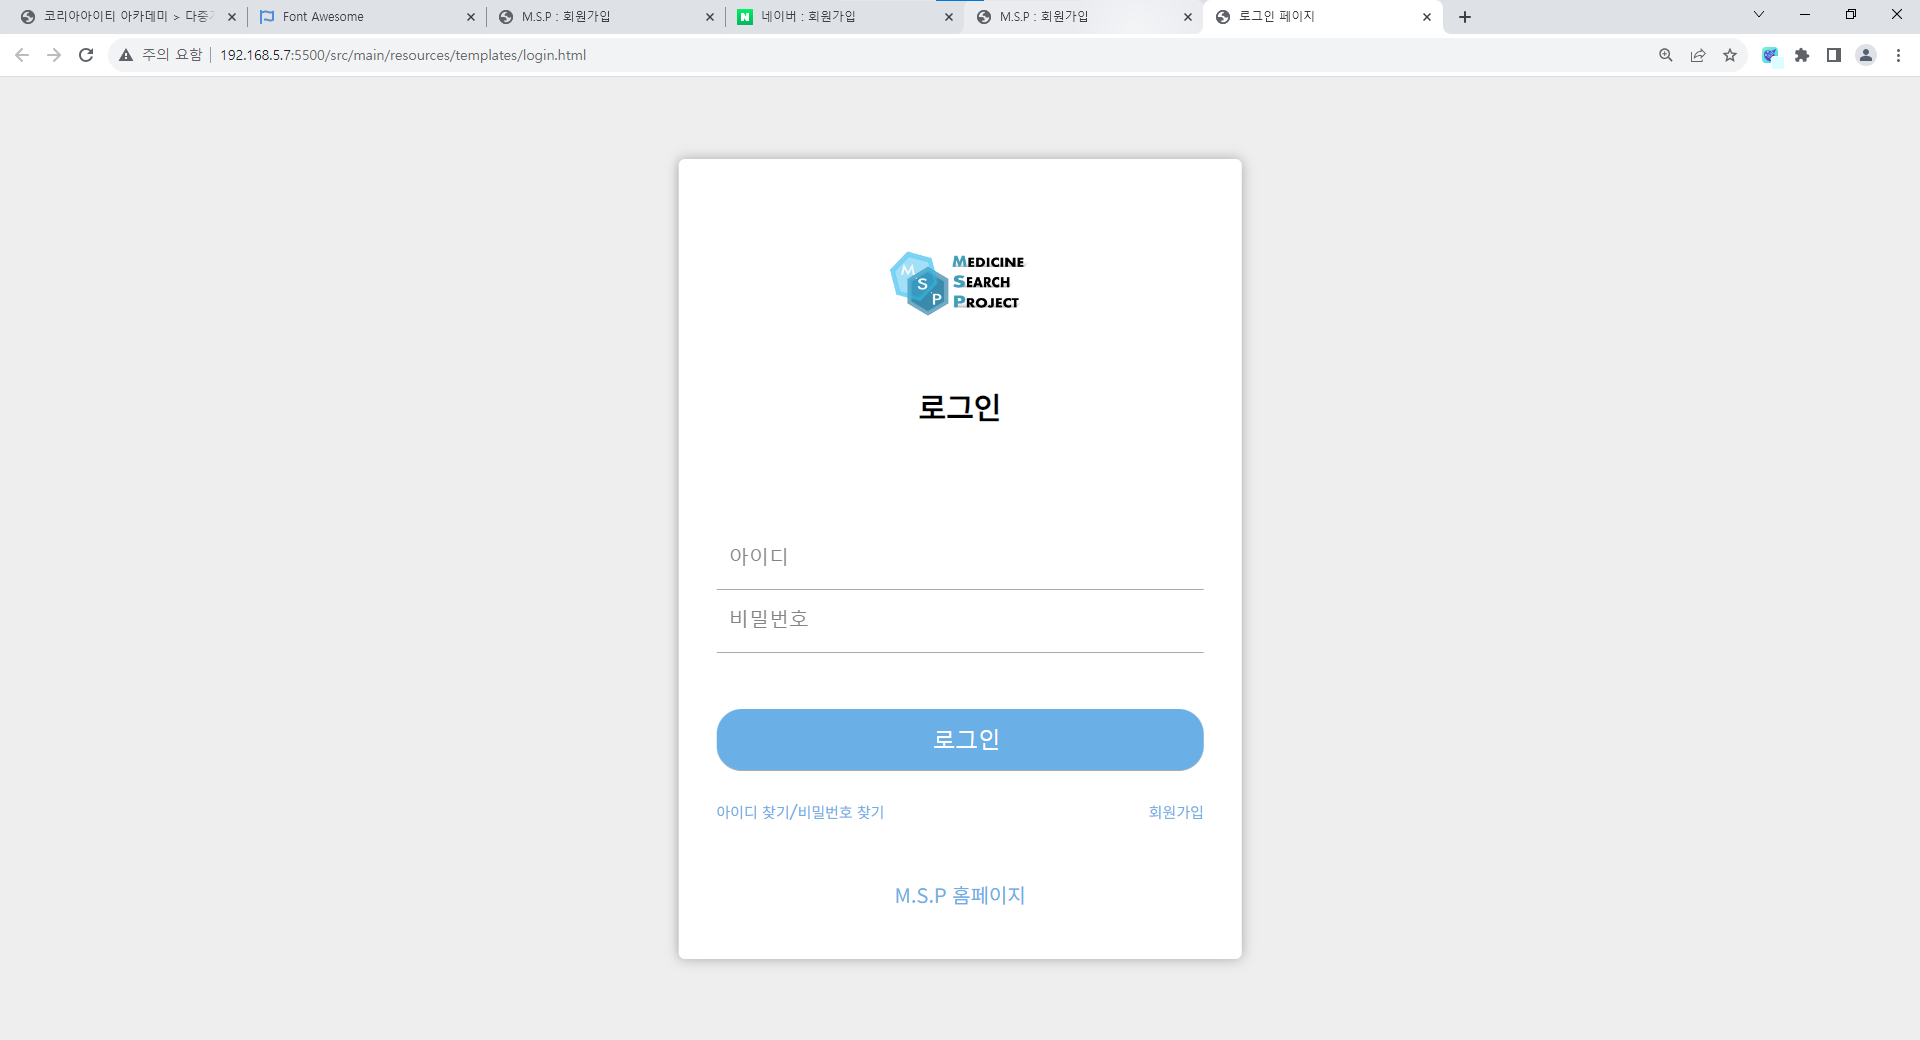 코리아아이티 아카데미 > 다중
Font Awesome
M.S.P : 회원가입
네이버 : 회원가입
M.S.P : 회원가입
로그인 페이지
주의 요함
192.168.5.7:5500/src/main/resources/templates/login.html
M
S
P
MEDICINE
SEARCH
PROJECT
로그인
아이디
비밀번호
로그인
아이디 찾기/비밀번호 찾기 회원가입
M.S.P 홈페이지